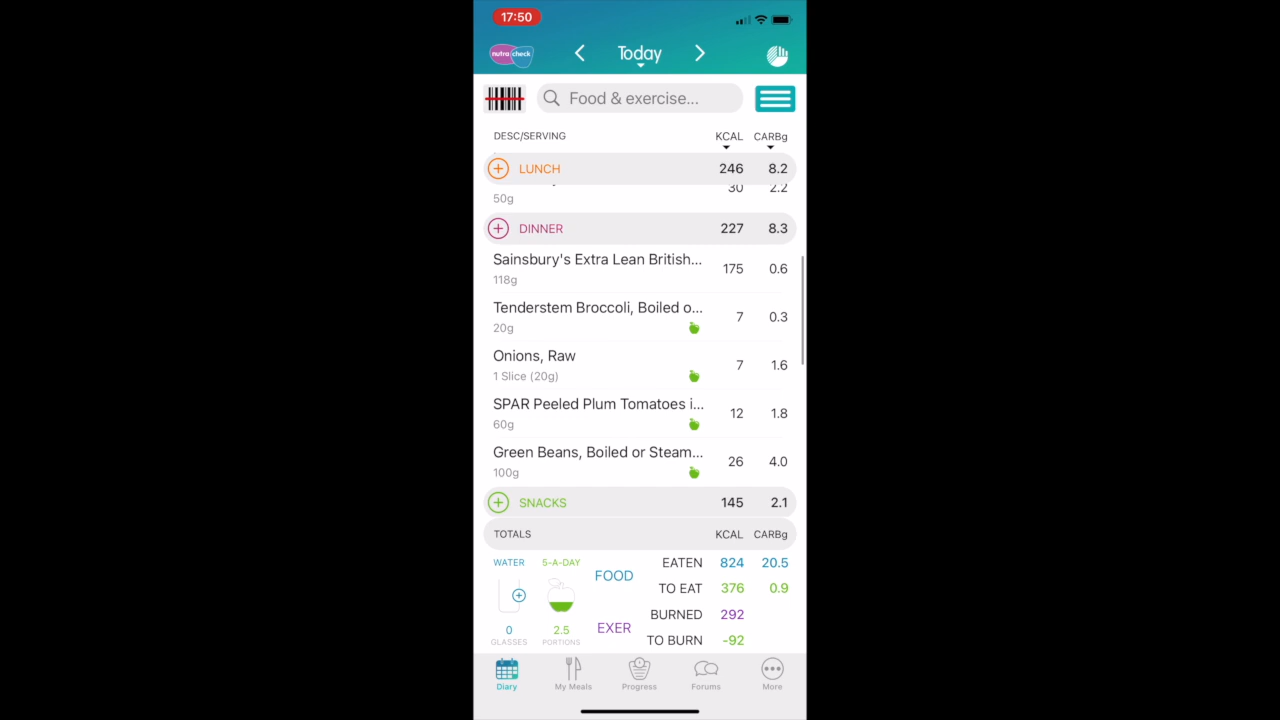 17:50
nutra check
Today
Food & exercise...
DESC/SERVING KCAL CARBg
LUNCH 246 8.2
30 2.2
50g
DINNER 227 8.3
Sainsbury's Extra Lean British... 175 0.6
118g
Tenderstem Broccoli, Boiled o... 7 0.3
20g
Onions, Raw 7 1.6
1 Slice (20g)
SPAR Peeled Plum Tomatoes i... 12 1.8
60g
Green Beans, Boiled or Steam... 26 4.0
100g
SNACKS 145 2.1
TOTALS KCAL CARBg
WATER 5-A-DAY FOOD EATEN 824 20.5
TO EAT 376 0.9
EXER BURNED 292
0 2.5 TO BURN -92
GLASSES PORTIONS
Diary My Meals Progress Forums More